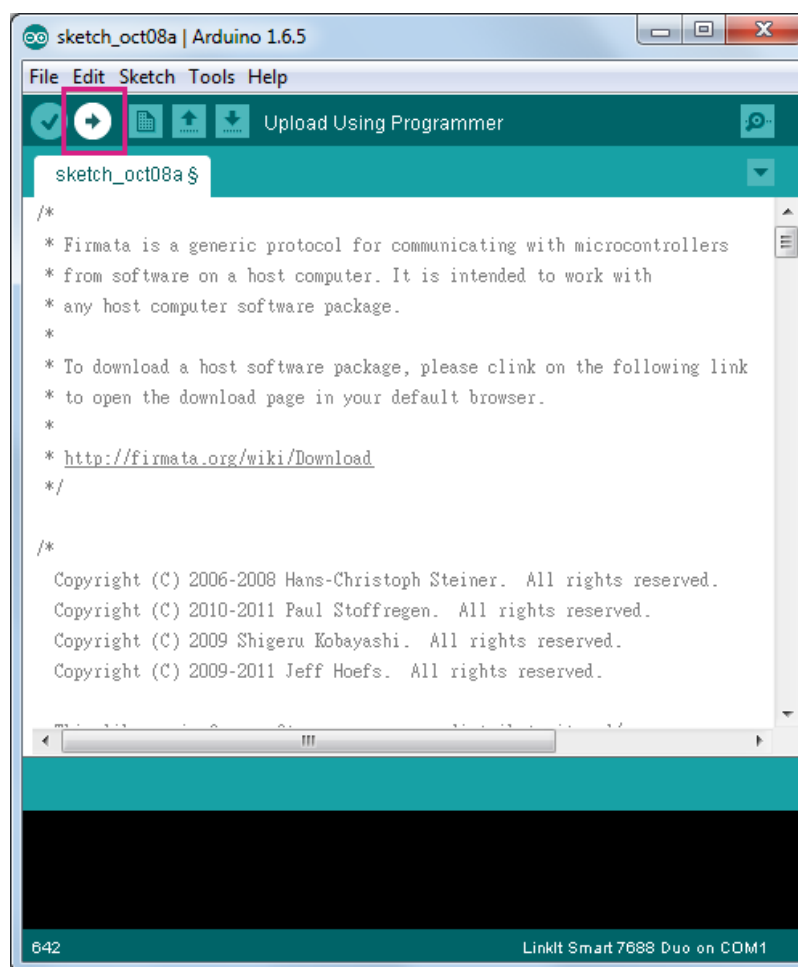 sketch_oct08a | Arduino 1.6.5
File Edit Sketch Tools Help
Upload Using Programmer
sketch_oct08a §
/*
* Firmata is a generic protocol for communicating with microcontrollers
* from software on a host computer. It is intended to work with
* any host computer software package.
*
* To download a host software package, please clink on the following link
* to open the download page in your default browser.
*
* http://firmata.org/wiki/Download
*/
/*
Copyright (C) 2006-2008 Hans-Christoph Steiner. All rights reserved.
Copyright (C) 2010-2011 Paul Stoffregen. All rights reserved.
Copyright (C) 2009 Shigeru Kobayashi. All rights reserved.
Copyright (C) 2009-2011 Jeff Hoefs. All rights reserved.
642
LinkIt Smart 7688 Duo on COM1